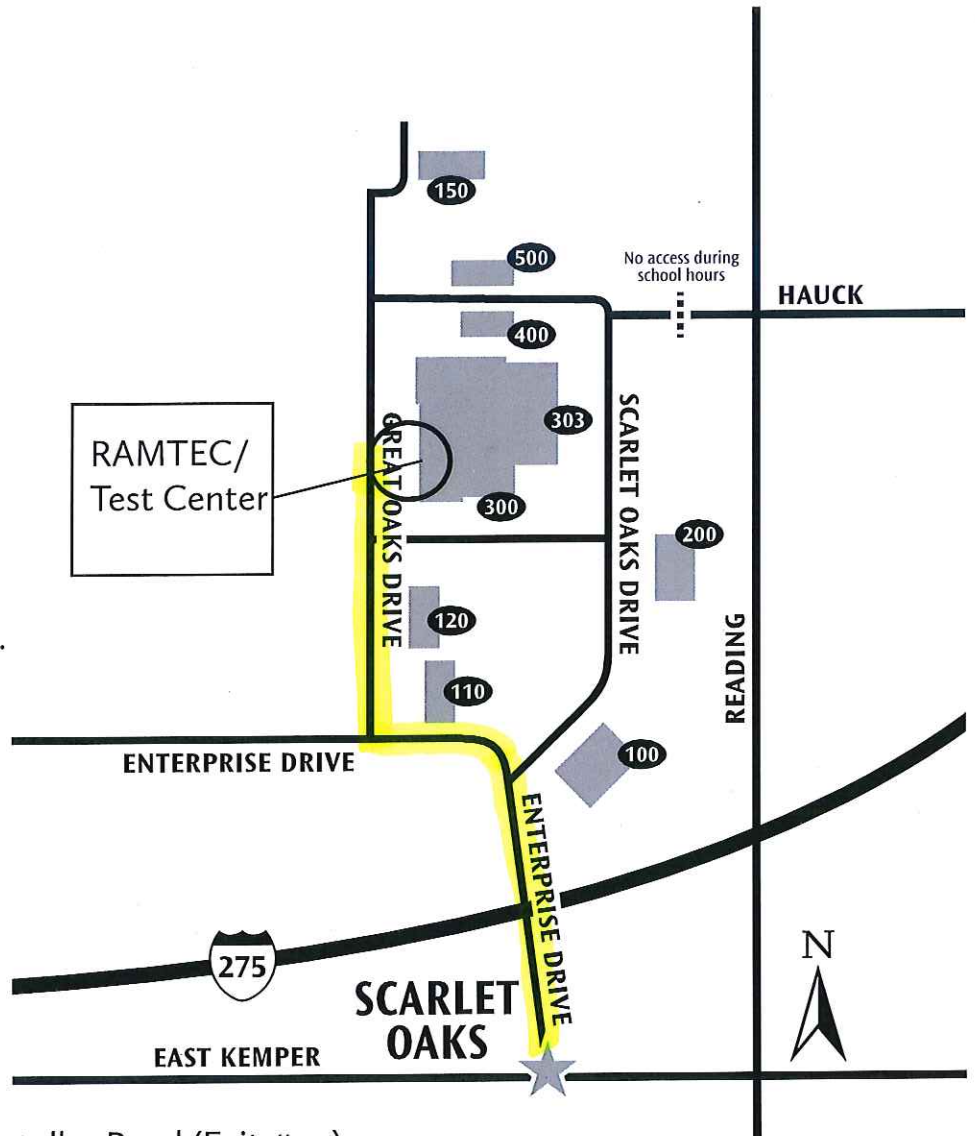 150
500
No access during
school hours
HAUCK
400
RAMTEC/
Test Center
GREAT OAKS DRIVE
303
SCARLET OAKS DRIVE
300
200
120
READING
110
ENTERPRISE DRIVE
100
ENTERPRISE DRIVE
275
N
SCARLET
OAKS
EAST KEMPER
Road